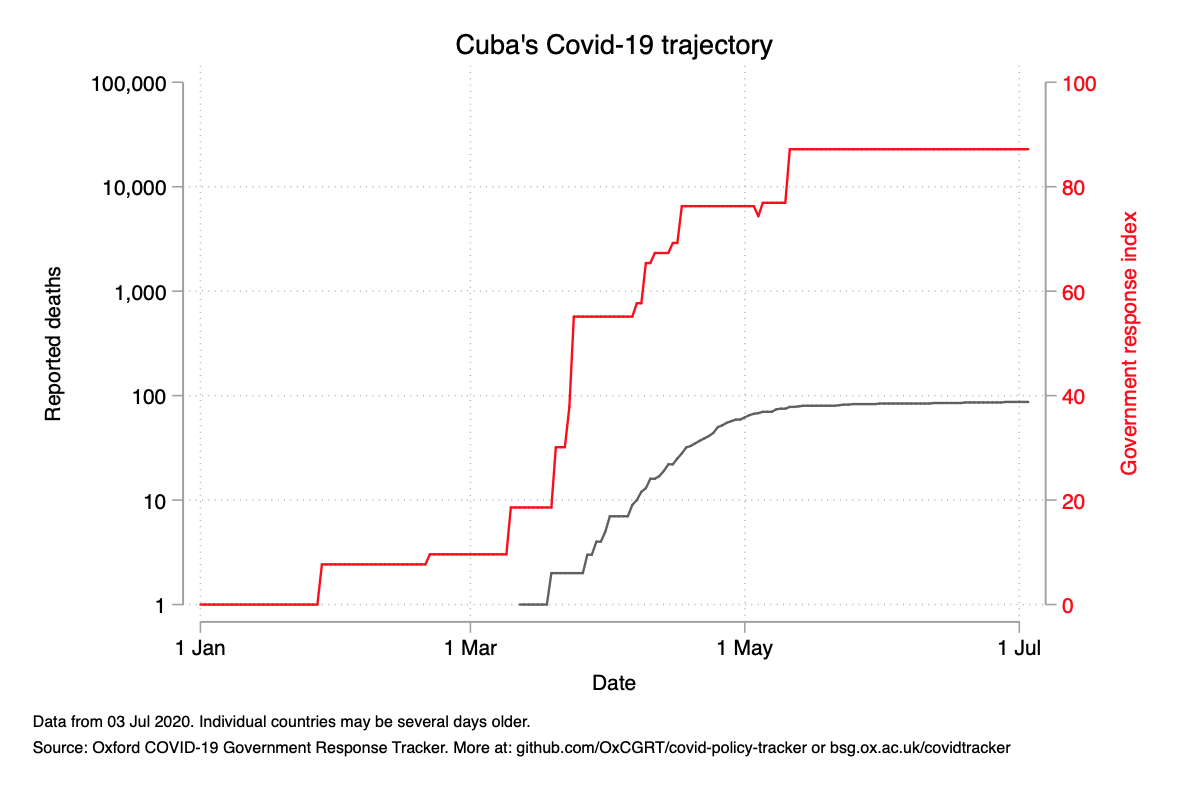 Cuba's Covid-19 trajectory
100,000
10,000
1,000
100
10
1
Reported deaths
100
80
60
40
20
0
Government response index
1 Jan
1 Mar
1 May
1 Jul
Date
Data from 03 Jul 2020. Individual countries may be several days older.
Source: Oxford COVID-19 Government Response Tracker. More at: github.com/OxCGRT/covid-policy-tracker or bsg.ox.ac.uk/covidtracker